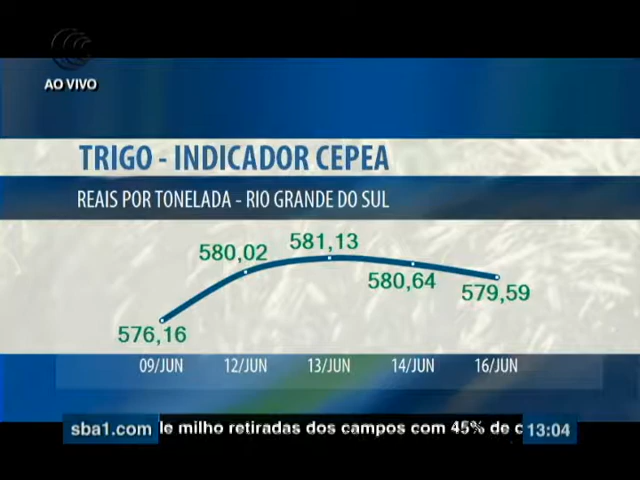 AO VIVO
TRIGO - INDICADOR CEPEA
REAIS POR TONELADA - RIO GRANDE DO SUL
576,16
580,02
581,13
580,64
579,59
09/JUN
12/JUN
13/JUN
14/JUN
16/JUN
sba1.com
le milho retiradas dos campos com 45% de
13:04